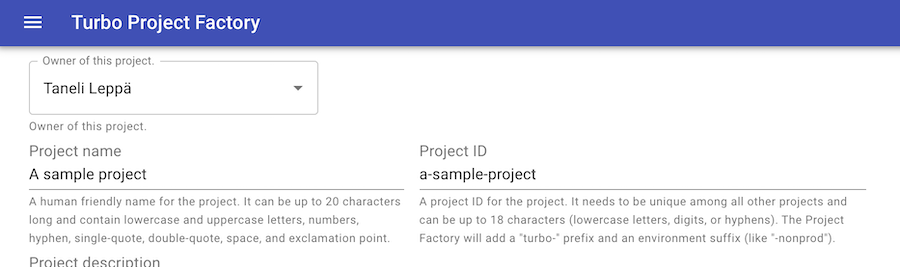 Turbo Project Factory
Owner of this project.
Taneli Leppä
Owner of this project.
Project name
A sample project
A human friendly name for the project. It can be up to 20 characters
long and contain lowercase and uppercase letters, numbers,
hyphen, single-quote, double-quote, space, and exclamation point.
Project ID
a-sample-project
A project ID for the project. It needs to be unique among all other projects and
can be up to 18 characters (lowercase letters, digits, or hyphens). The Project
Factory will add a "turbo-" prefix and an environment suffix (like "-nonprod").
Project description